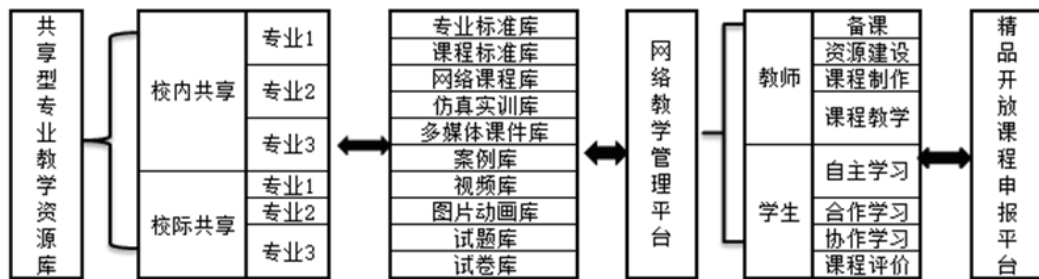 共享型专业教学资源库
校内共享
专业1
专业2
专业3
校际共享
专业1
专业2
专业3
专业标准库
课程标准库
网络课程库
仿真实训库
多媒体课件库
案例库
视频库
图片动画库
试题库
试卷库
网络教学管理平台
教师
备课
资源建设
课程制作
课程教学
学生
自主学习
合作学习
协作学习
课程评价
精品开放课程申报平台